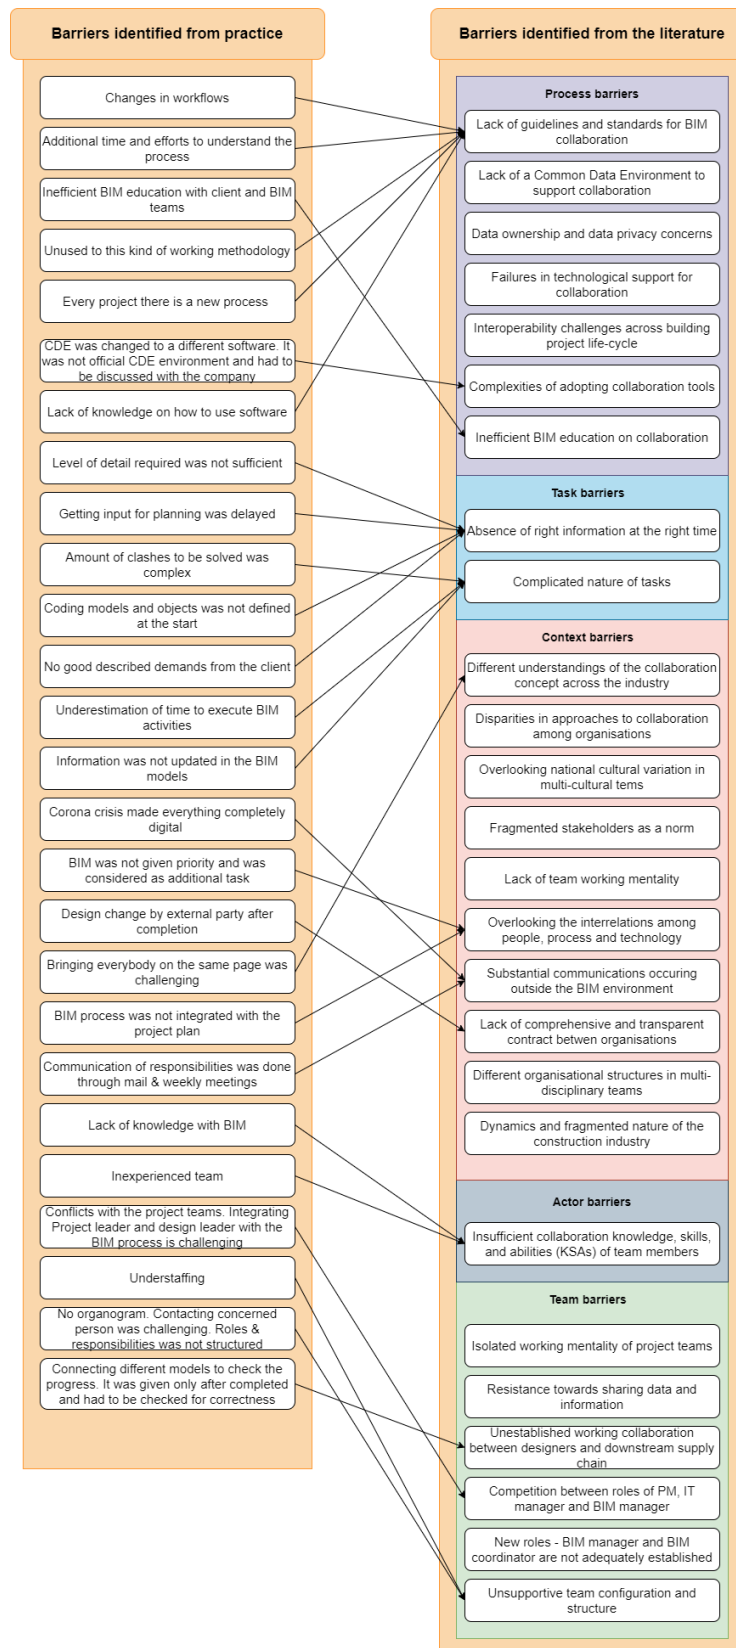 Barriers identified from practice
Changes in workflows
Additional time and efforts to understand the
process
Inefficient BIM education with client and BIM
teams
Unused to this kind of working methodology
Every project there is a new process
CDE was changed to a different software. It
was not official CDE environment and had to
be discussed with the company
Lack of knowledge on how to use software
Level of detail required was not sufficient
Getting input for planning was delayed
Amount of clashes to be solved was
complex
Coding models and objects was not defined
at the start
No good described demands from the client
Underestimation of time to execute BIM
activities
Information was not updated in the BIM
models
Corona crisis made everything completely
digital
BIM was not given priority and was
considered as additional task
Design change by external party after
completion
Bringing everybody on the same page was
challenging
BIM process was not integrated with the
project plan
Communication of responsibilities was done
through mail & weekly meetings
Lack of knowledge with BIM
Inexperienced team
Conflicts with the project teams. Integrating
Project leader and design leader with the
BIM process is challenging
Understaffing
No organogram. Contacting concerned
person was challenging. Roles &
responsibilities was not structured
Connecting different models to check the
progress. It was given only after completed
and had to be checked for correctness
Barriers identified from the literature
Process barriers
Lack of guidelines and standards for BIM
collaboration
Lack of a Common Data Environment to
support collaboration
Data ownership and data privacy concerns
Failures in technological support for
collaboration
Interoperability challenges across building
project life-cycle
Complexities of adopting collaboration tools
Inefficient BIM education on collaboration
Task barriers
Absence of right information at the right time
Complicated nature of tasks
Context barriers
Different understandings of the collaboration
concept across the industry
Disparities in approaches to collaboration
among organisations
Overlooking national cultural variation in
multi-cultural tems
Fragmented stakeholders as a norm
Lack of team working mentality
Overlooking the interrelations among
people, process and technology
Substantial communications occuring
outside the BIM environment
Lack of comprehensive and transparent
contract betwen organisations
Different organisational structures in multi-
disciplinary teams
Dynamics and fragmented nature of the
construction industry
Actor barriers
Insufficient collaboration knowledge, skills,
and abilities (KSAs) of team members
Team barriers
Isolated working mentality of project teams
Resistance towards sharing data and
information
Unestablished working collaboration
between designers and downstream supply
chain
Competition between roles of PM, IT
manager and BIM manager
New roles - BIM manager and BIM
coordinator are not adequately established
Unsupportive team configuration and
structure